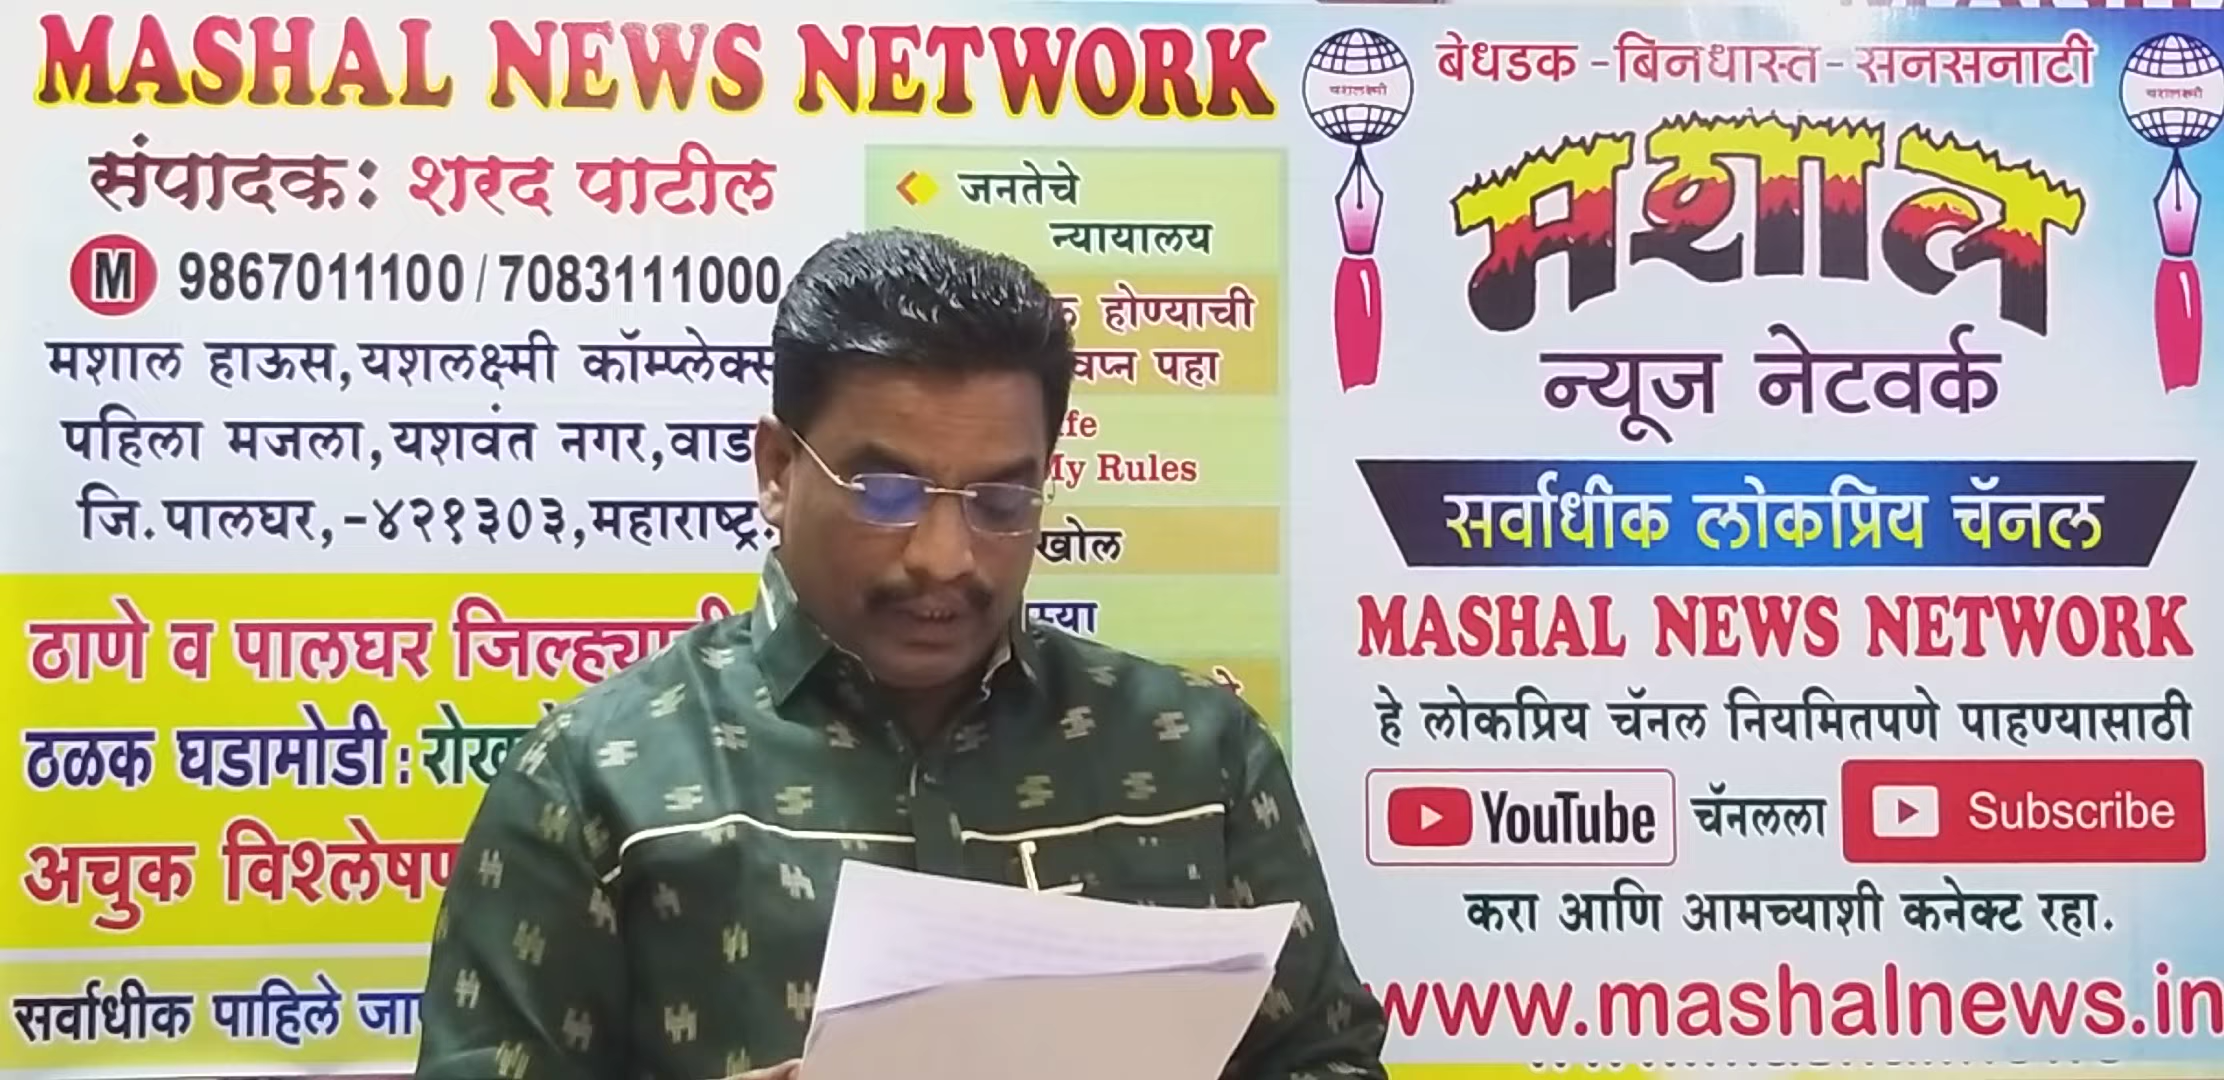 MASHAL NEWS NETWORK
संपादक: शरद पाटील
M 9867011100 / 7083111000
मशाल हाऊस, यशलक्ष्मी कॉम्प्लेक्स
पहिला मजला, यशवंत नगर, वाड
जि. पालघर, -४२१३०३, महाराष्ट्र.
ठाणे व पालघर
ठळक घडामोडी :
अचुक
सर्वाधीक पाहिले
जनतेचे
न्यायालय
होण्याची
पहा
My Rules
खोल
बेधडक - बिनधास्त - सनसनाटी
यशलक्ष्मी
यशलक्ष्मी
मशाल
न्यूज नेटवर्क
सर्वाधीक लोकप्रिय चॅनल
MASHAL NEWS NETWORK
हे लोकप्रिय चॅनल नियमितपणे पाहण्यासाठी
YouTube चॅनलला Subscribe
करा आणि आमच्याशी कनेक्ट रहा.
www.mashalnews.in